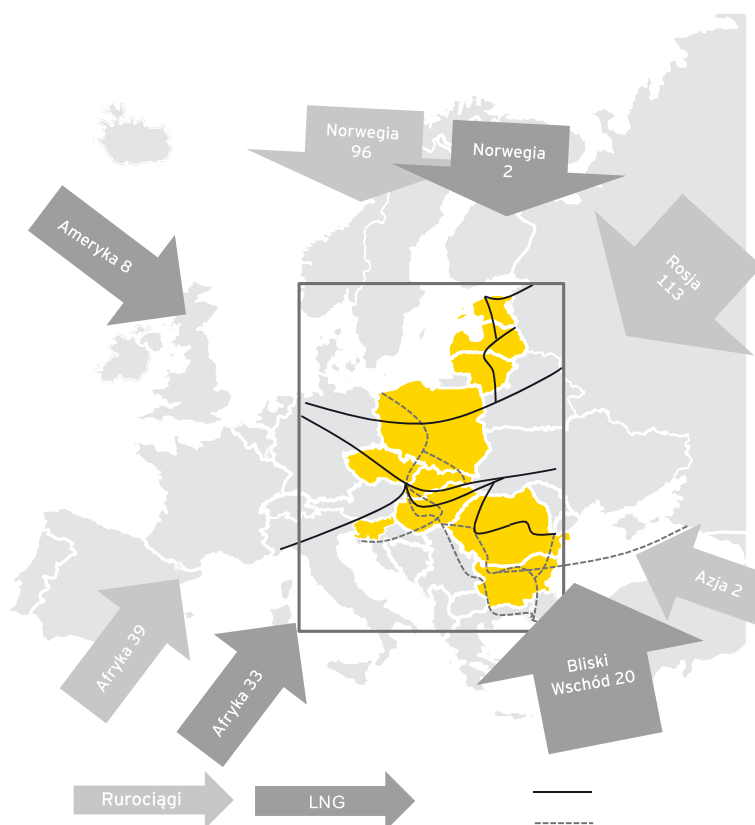 Norwegia
96
Norwegia
2
Ameryka 8
Rosja
113
Azja 2
Afryka 39
Afryka 33
Bliski
Wschód 20
Rurociągi
LNG